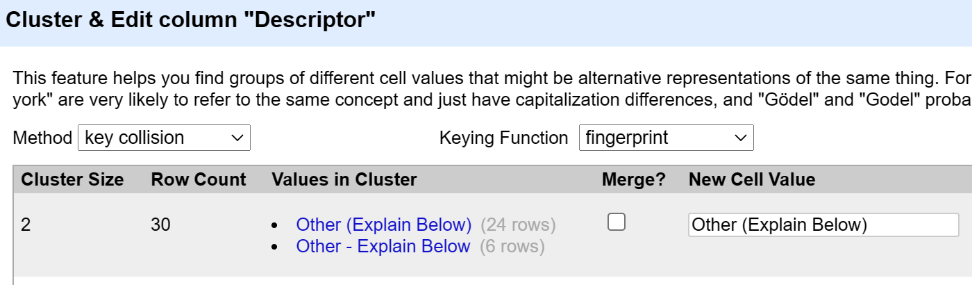 Cluster & Edit column "Descriptor"
This feature helps you find groups of different cell values that might be alternative representations of the same thing. For
york" are very likely to refer to the same concept and just have capitalization differences, and "Gödel" and "Godel" proba
Method key collision Keying Function fingerprint
Cluster Size Row Count Values in Cluster Merge? New Cell Value
2 30 • Other (Explain Below) (24 rows) Other (Explain Below)
• Other - Explain Below (6 rows)